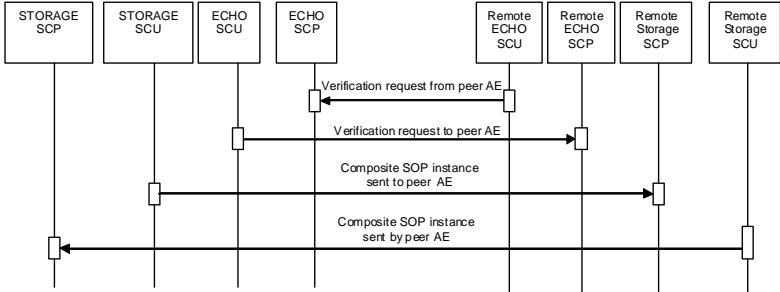 STORAGE
SCP
STORAGE
SCU
ECHO
SCU
ECHO
SCP
Remote
ECHO
SCU
Remote
ECHO
SCP
Remote
Storage
SCP
Remote
Storage
SCU
Verification request from peer AE
Verification request to peer AE
Composite SOP instance
sent to peer AE
Composite SOP instance
sent by peer AE